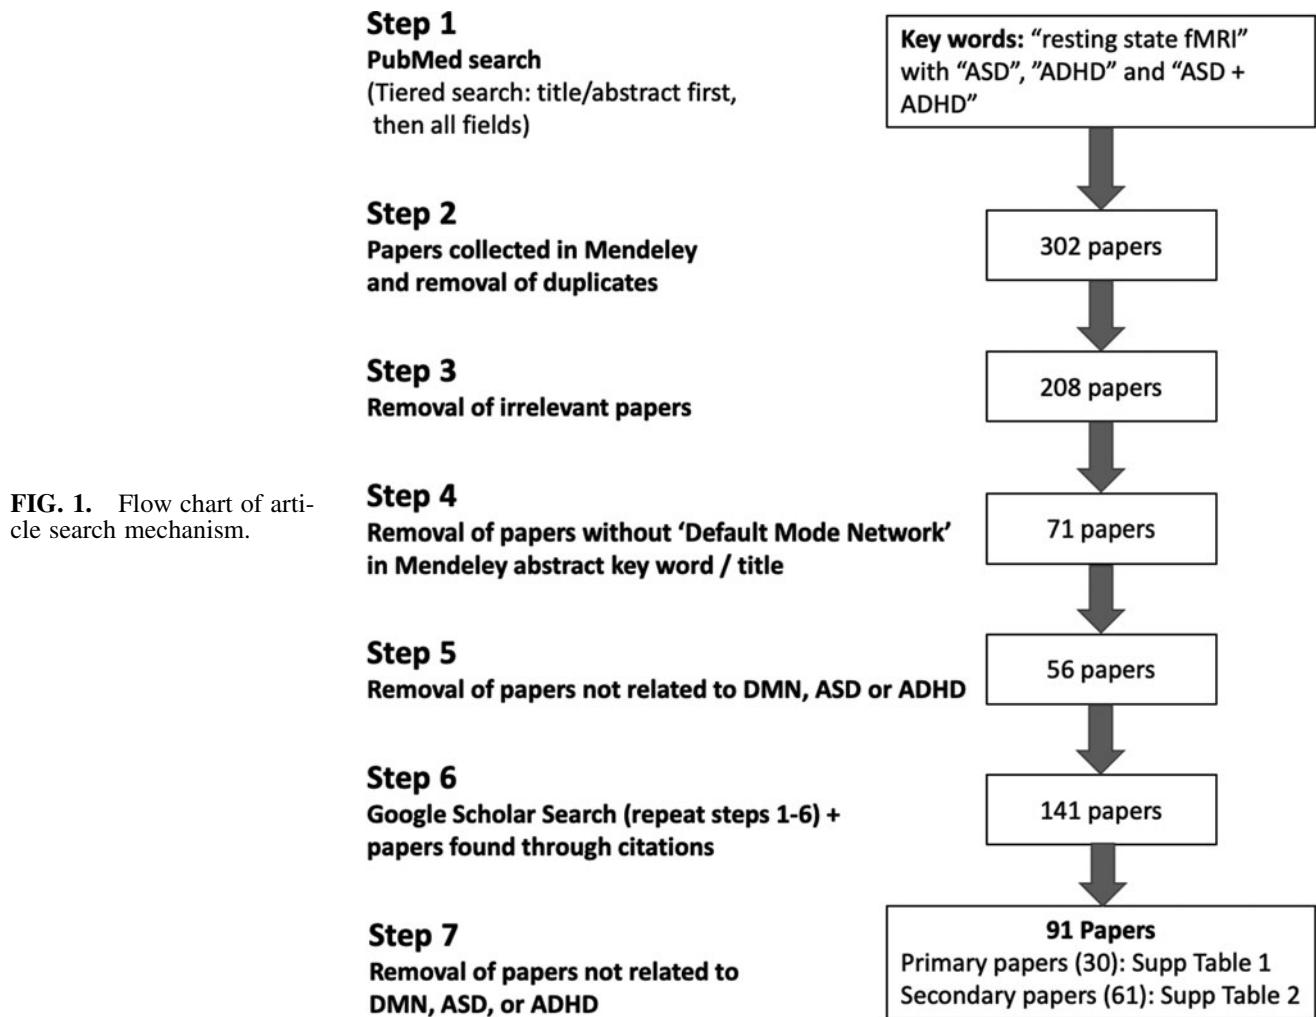 Step 1
PubMed search
(Tiered search: title/abstract first,
then all fields)
Key words: “resting state fMRI”
with “ASD”, ”ADHD” and “ASD +
ADHD”
Step 2
Papers collected in Mendeley
and removal of duplicates
302 papers
Step 3
Removal of irrelevant papers
208 papers
FIG. 1. Flow chart of arti-
cle search mechanism.
Step 4
Removal of papers without ‘Default Mode Network’
in Mendeley abstract key word / title
71 papers
Step 5
Removal of papers not related to DMN, ASD or ADHD
56 papers
Step 6
Google Scholar Search (repeat steps 1-6) +
papers found through citations
141 papers
Step 7
Removal of papers not related to
DMN, ASD, or ADHD
91 Papers
Primary papers (30): Supp Table 1
Secondary papers (61): Supp Table 2